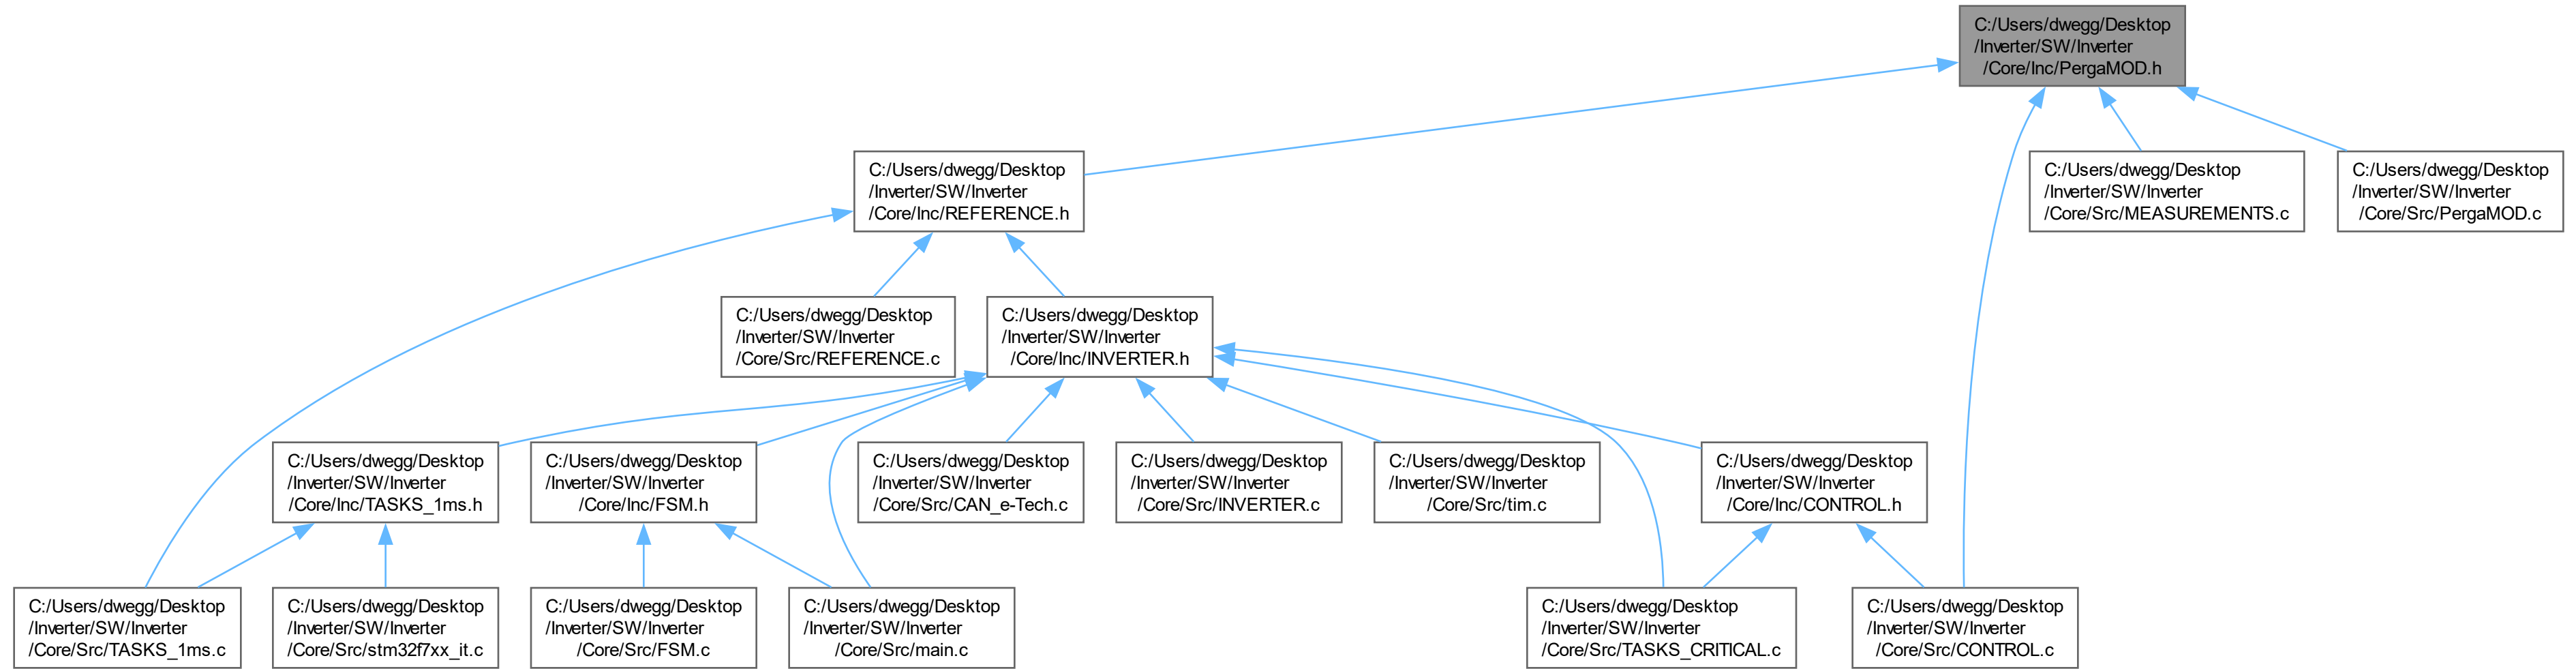 C:/Users/dwegg/Desktop
/Inverter/SW/Inverter
/Core/Inc/PergaMOD.h
C:/Users/dwegg/Desktop
/Inverter/SW/Inverter
/Core/Inc/REFERENCE.h
C:/Users/dwegg/Desktop
/Inverter/SW/Inverter
/Core/Src/MEASUREMENTS.c
C:/Users/dwegg/Desktop
/Inverter/SW/Inverter
/Core/Src/PergaMOD.c
C:/Users/dwegg/Desktop
/Inverter/SW/Inverter
/Core/Src/REFERENCE.c
C:/Users/dwegg/Desktop
/Inverter/SW/Inverter
/Core/Inc/INVERTER.h
C:/Users/dwegg/Desktop
/Inverter/SW/Inverter
/Core/Inc/TASKS_1ms.h
C:/Users/dwegg/Desktop
/Inverter/SW/Inverter
/Core/Inc/FSM.h
C:/Users/dwegg/Desktop
/Inverter/SW/Inverter
/Core/Src/CAN_e-Tech.c
C:/Users/dwegg/Desktop
/Inverter/SW/Inverter
/Core/Src/INVERTER.c
C:/Users/dwegg/Desktop
/Inverter/SW/Inverter
/Core/Src/tim.c
C:/Users/dwegg/Desktop
/Inverter/SW/Inverter
/Core/Inc/CONTROL.h
C:/Users/dwegg/Desktop
/Inverter/SW/Inverter
/Core/Src/TASKS_1ms.c
C:/Users/dwegg/Desktop
/Inverter/SW/Inverter
/Core/Src/stm32f7xx_it.c
C:/Users/dwegg/Desktop
/Inverter/SW/Inverter
/Core/Src/FSM.c
C:/Users/dwegg/Desktop
/Inverter/SW/Inverter
/Core/Src/main.c
C:/Users/dwegg/Desktop
/Inverter/SW/Inverter
/Core/Src/TASKS_CRITICAL.c
C:/Users/dwegg/Desktop
/Inverter/SW/Inverter
/Core/Src/CONTROL.c